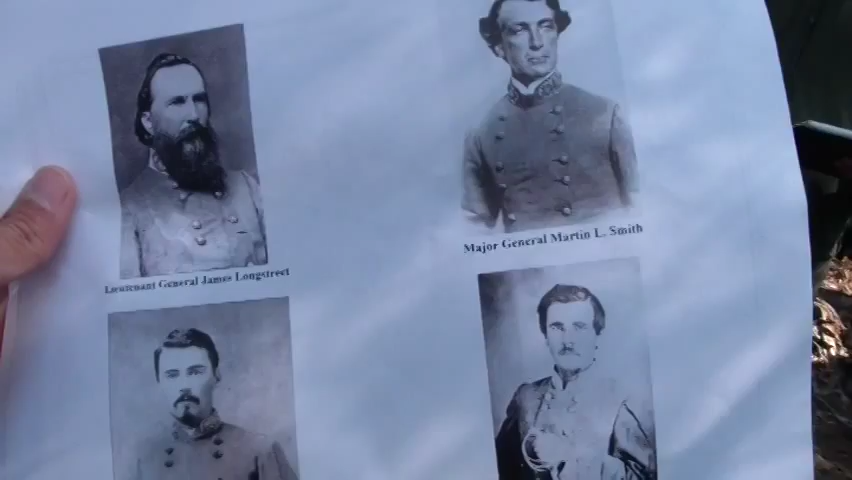 Major General Martin L. Smith
Lieutenant General James Longstreet